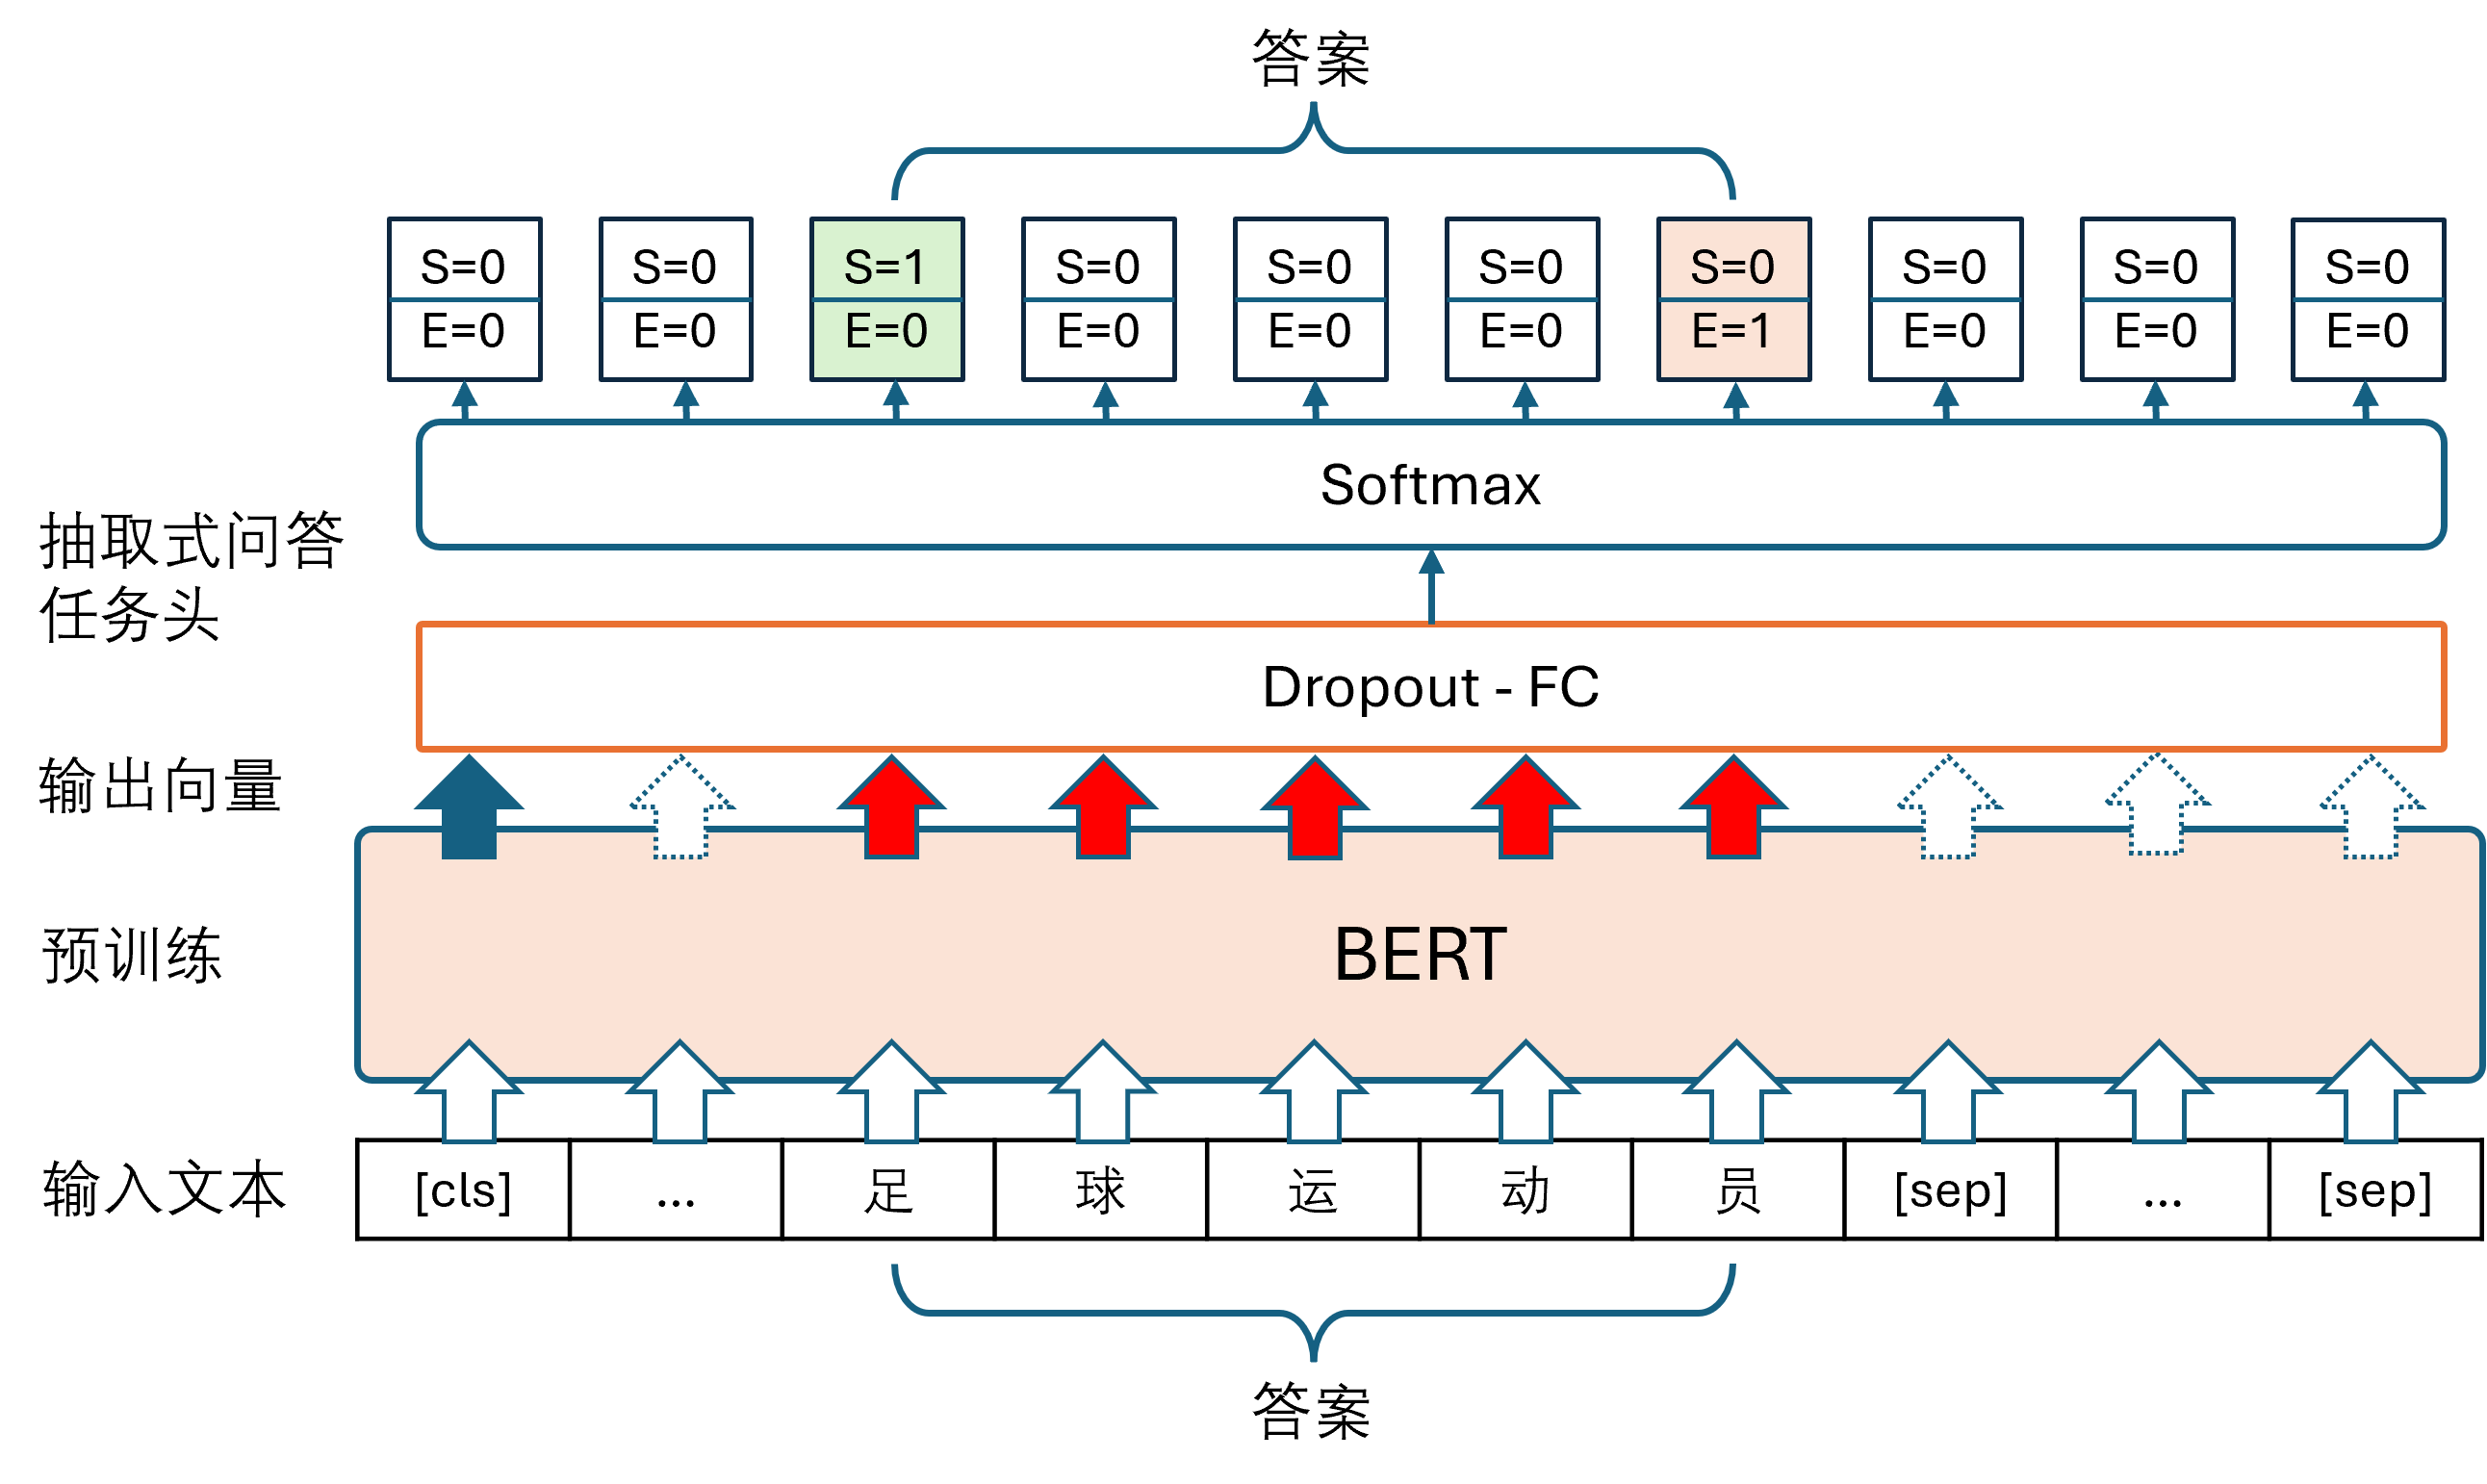 答案
S=0 S=0 S=1 S=0 S=0 S=0 S=0 S=0 S=0 S=0
E=0 E=0 E=0 E=0 E=0 E=0 E=1 E=0 E=0 E=0
Softmax
抽取式问答
任务头
Dropout - FC
输出向量
预训练
BERT
输入文本
[cls] ... 足 球 运 动 员 [sep] ... [sep]
答案